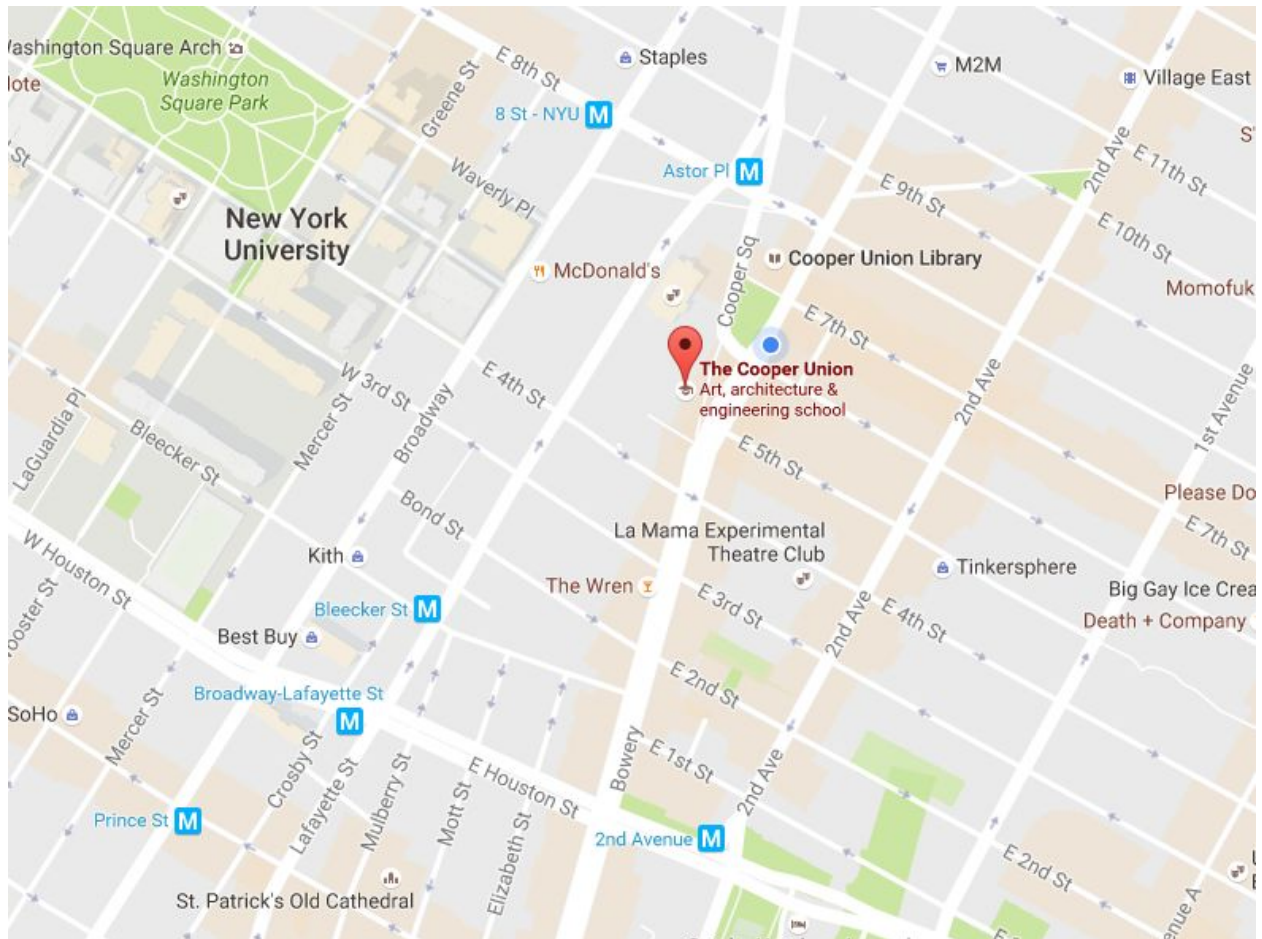 Washington Square Arch
Washington
Square Park
E 8th St
Staples
M2M
Village East
Greene St
8 St - NYU M
Astor Pl M
2nd Ave
E 11th St
Waverly Pl
E 9th St
E 10th St
St
New York
University
McDonald's
Cooper Sq
Cooper Union Library
Momofuk
E 7th St
The Cooper Union
Art, architecture &
engineering school
W 3rd St
E 4th St
2nd Ave
1st Avenue
LaGuardia Pl
Bleecker St
Mercer St
Broadway
E 5th St
Bond St
Please Do
E 7th St
La Mama Experimental
Theatre Club
W Houston St
Kith
Tinkersphere
The Wren
E 3rd St
2nd Ave
E 4th St
Big Gay Ice Crea
Death + Company
Bleecker St M
Best Buy
ooster St
Broadway-Lafayette St
M
E 2nd St
SoHo
Mercer St
Crosby St
Lafayette St
Mulberry St
Mott St
E Houston St
Elizabeth St
Bowery
E 1st St
2nd Ave
Prince St M
2nd Avenue M
E 2nd St
St. Patrick's Old Cathedral
enue A